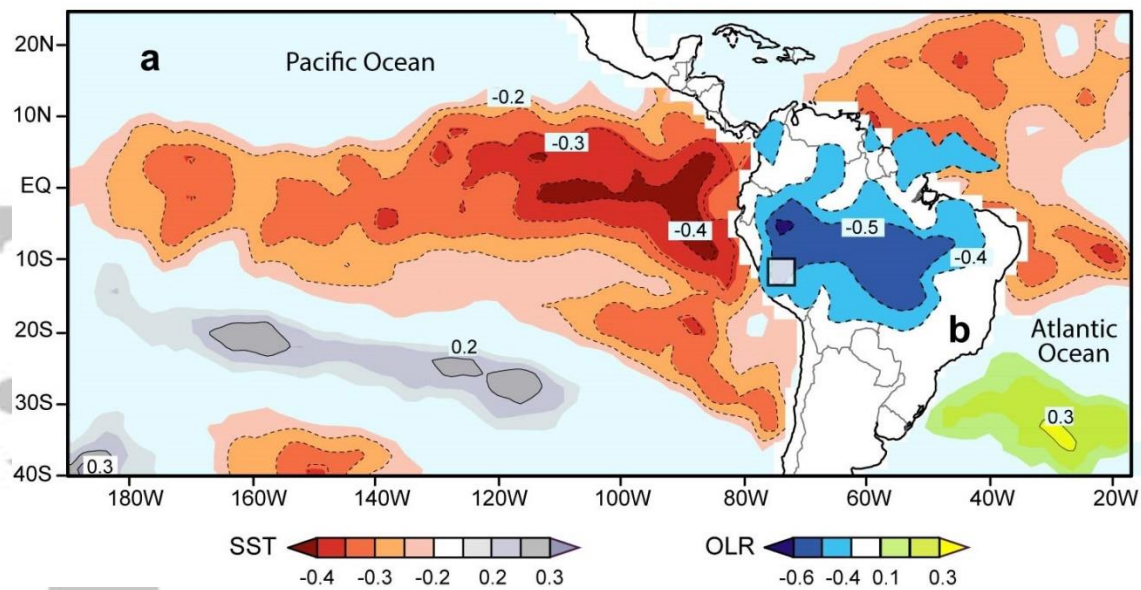 20N
a
Pacific Ocean
10N
-0.2
-0.3
EQ
-0.5
-0.4
-0.4
10S
20S
b
Atlantic
Ocean
0.2
30S
0.3
0.3
40S
180W 160W 140W 120W 100W 80W 60W 40W 20W
SST
-0.4 -0.3 -0.2 0.2 0.3
OLR
-0.6 -0.4 0.1 0.3